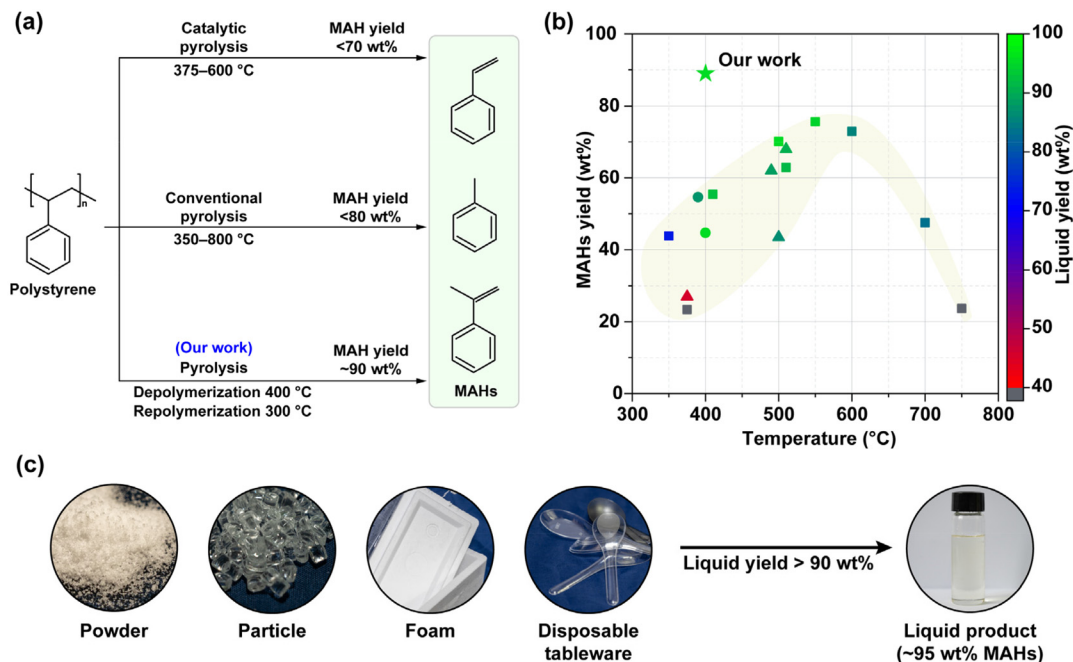 (a)
Catalytic
pyrolysis
375–600 °C
MAH yield
<70 wt%
Conventional
pyrolysis
350–800 °C
MAH yield
<80 wt%
n
Polystyrene
(Our work)
Pyrolysis
Depolymerization 400 °C
Repolymerization 300 °C
MAH yield
~90 wt%
MAHs
(b)
Our work
MAHs yield (wt%)
100
80
60
40
20
0
300
400
500
600
700
800
Temperature (°C)
100
90
80
70
60
50
40
Liquid yield (wt%)
(c)
Powder
Particle
Foam
Disposable
tableware
Liquid yield > 90 wt%
Liquid product
(~95 wt% MAHs)